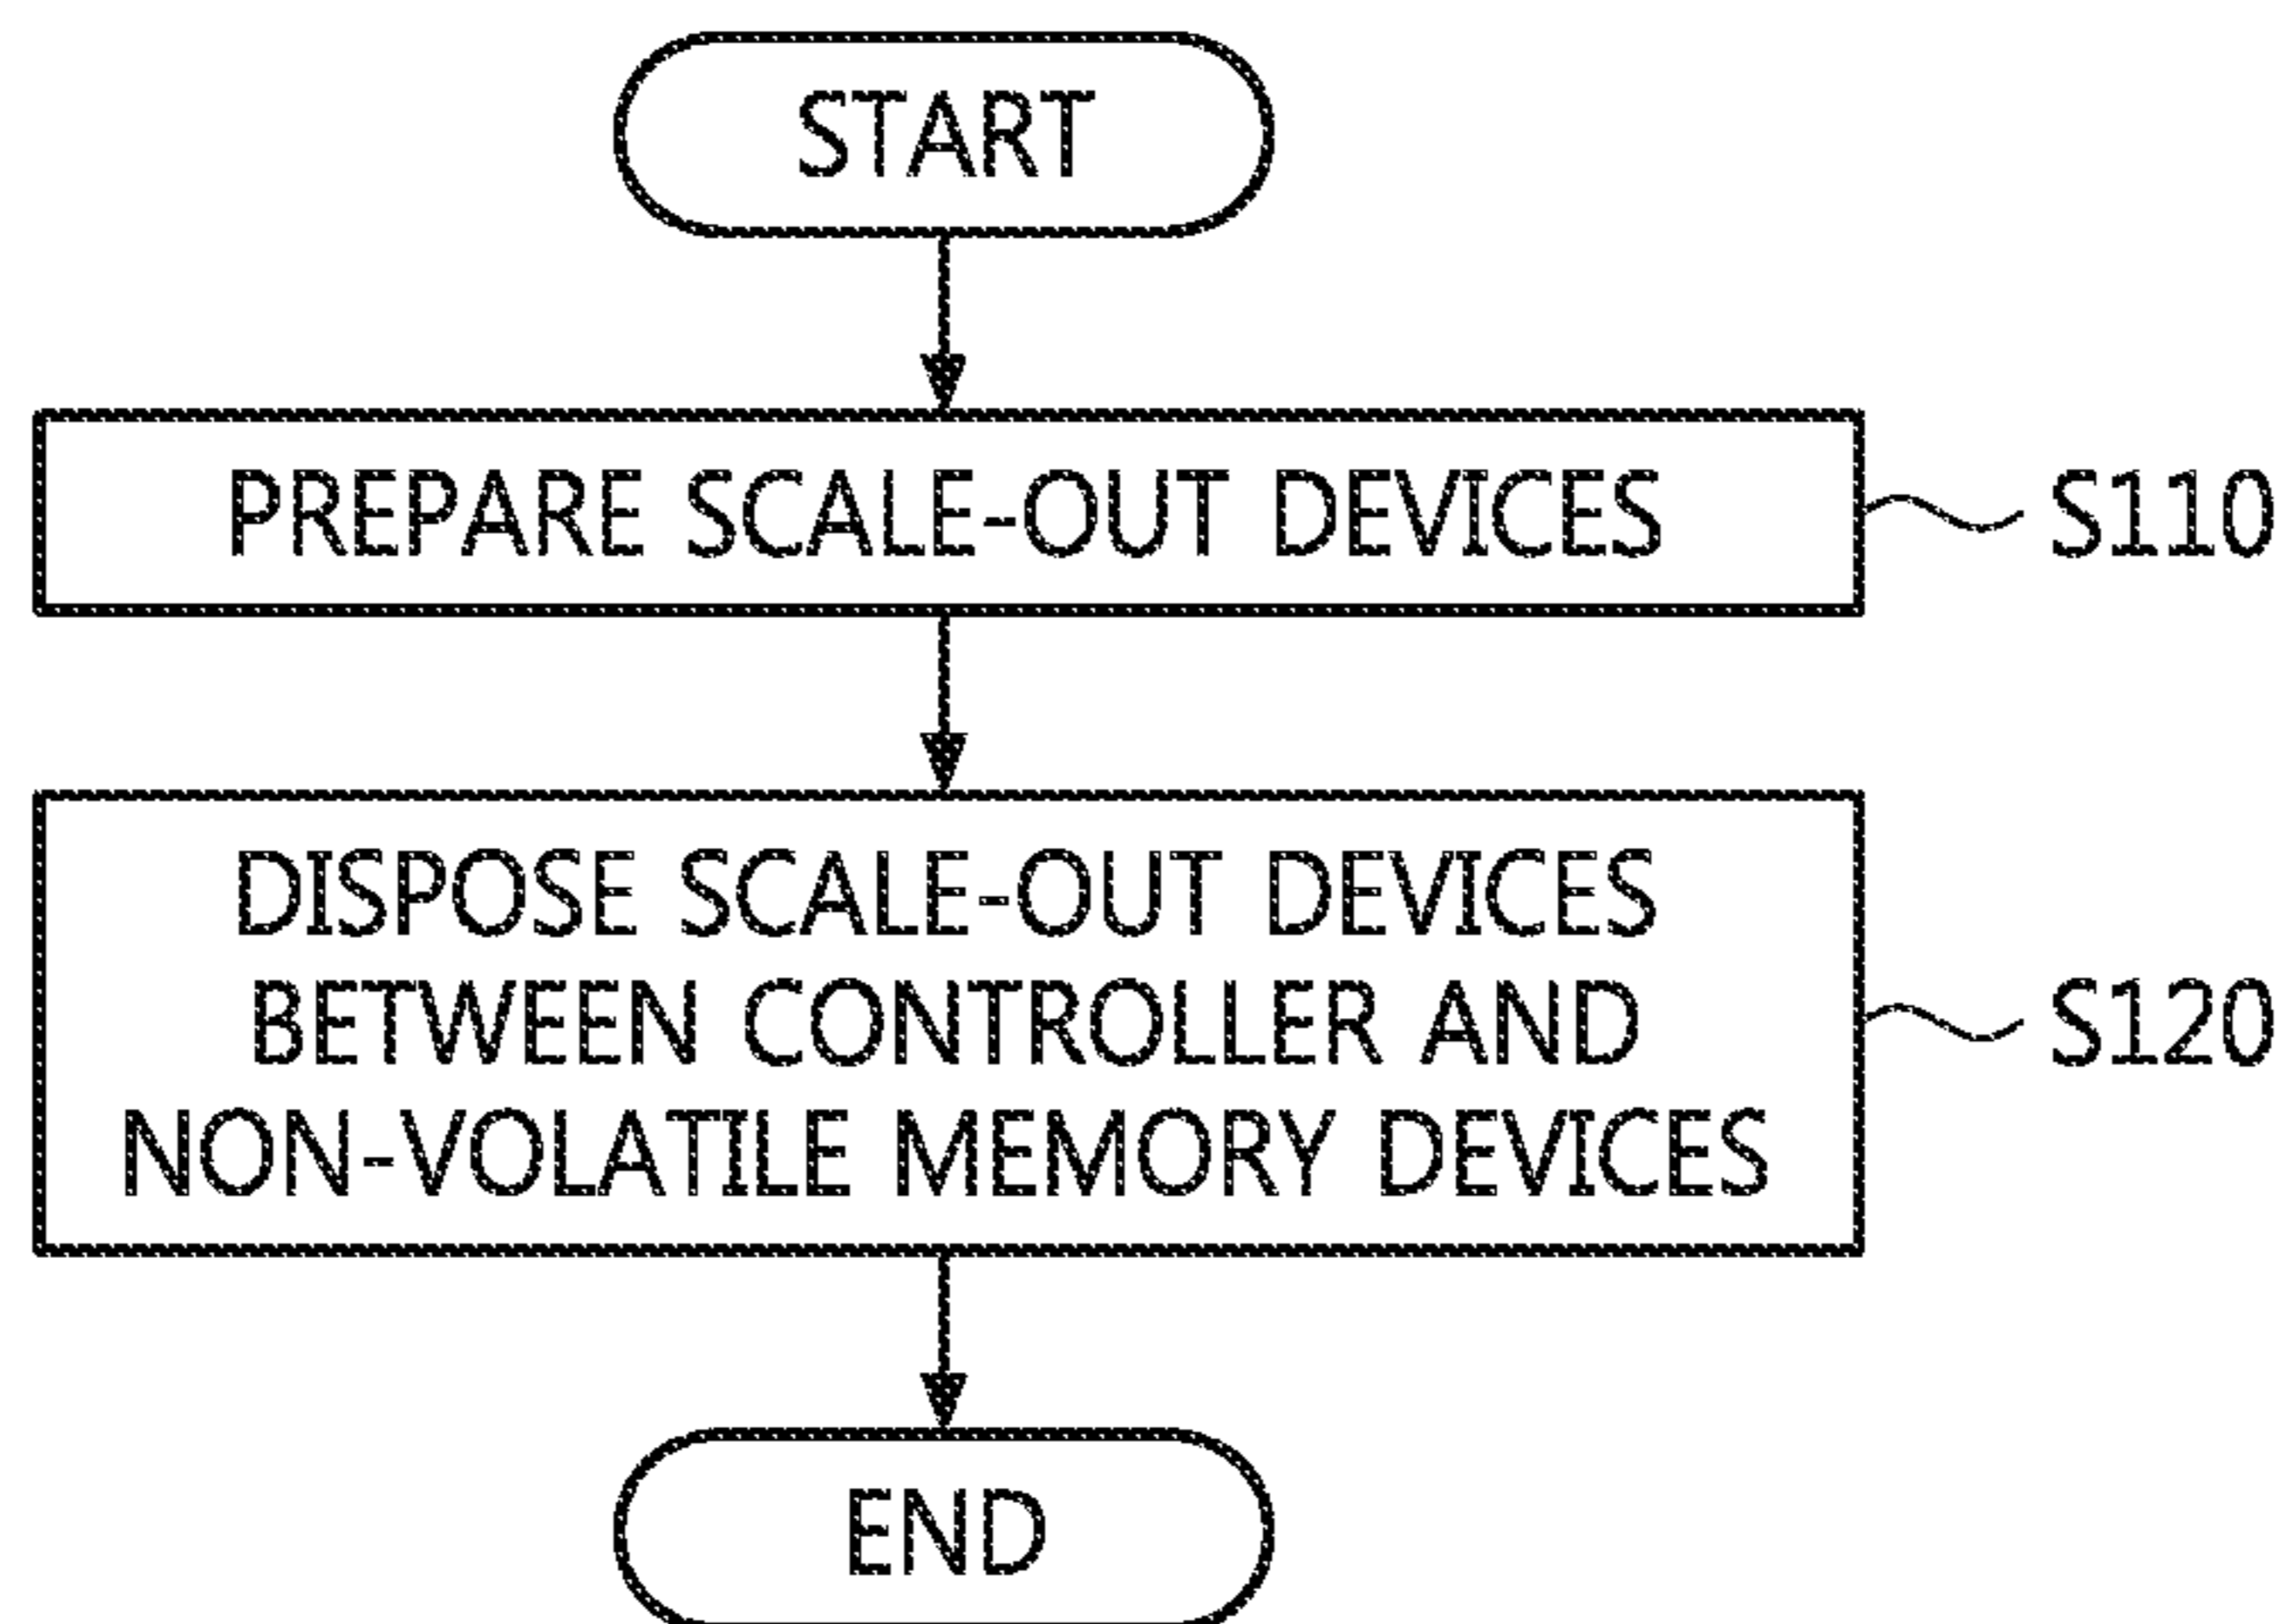 START
PREPARE SCALE-OUT DEVICES
S110
DISPOSE SCALE-OUT DEVICES
BETWEEN CONTROLLER AND
S120
NON-VOLATILE MEMORY DEVICES
END